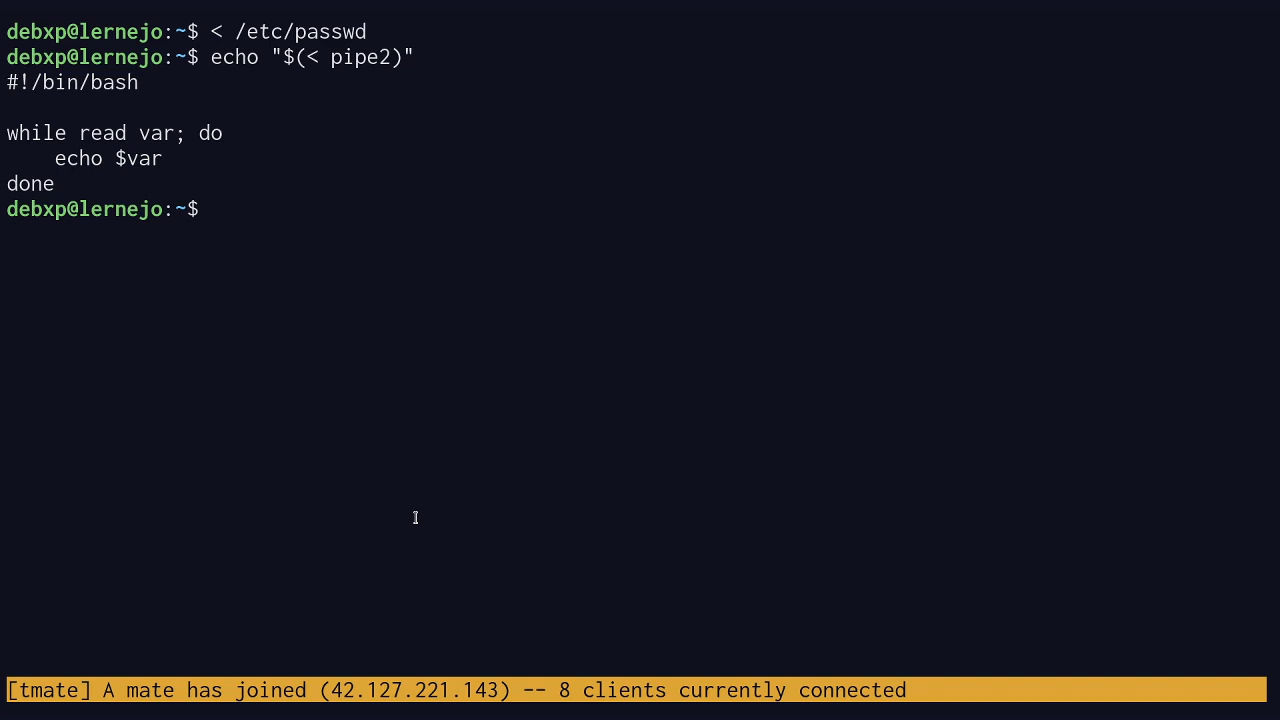 debxp@lernejo:~$ < /etc/passwd
debxp@lernejo:~$ echo "$(< pipe2)"
#!/bin/bash

while read var; do
    echo $var
done
debxp@lernejo:~$
[tmate] A mate has joined (42.127.221.143) -- 8 clients currently connected